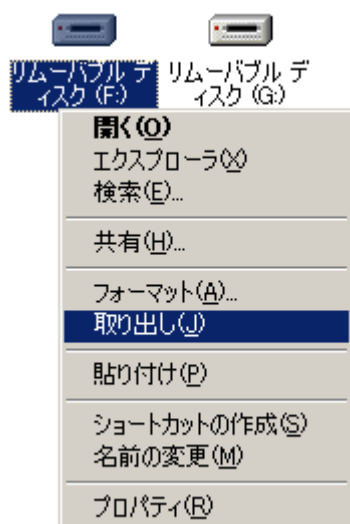 リムーバブル デ
ィスク (F:)
リムーバブル デ
ィスク (G:)
開く(O)
エクスプローラ(X)
検索(E)...
共有(H)...
フォーマット(A)...
取り出し(J)
貼り付け(P)
ショートカットの作成(S)
名前の変更(M)
プロパティ(R)